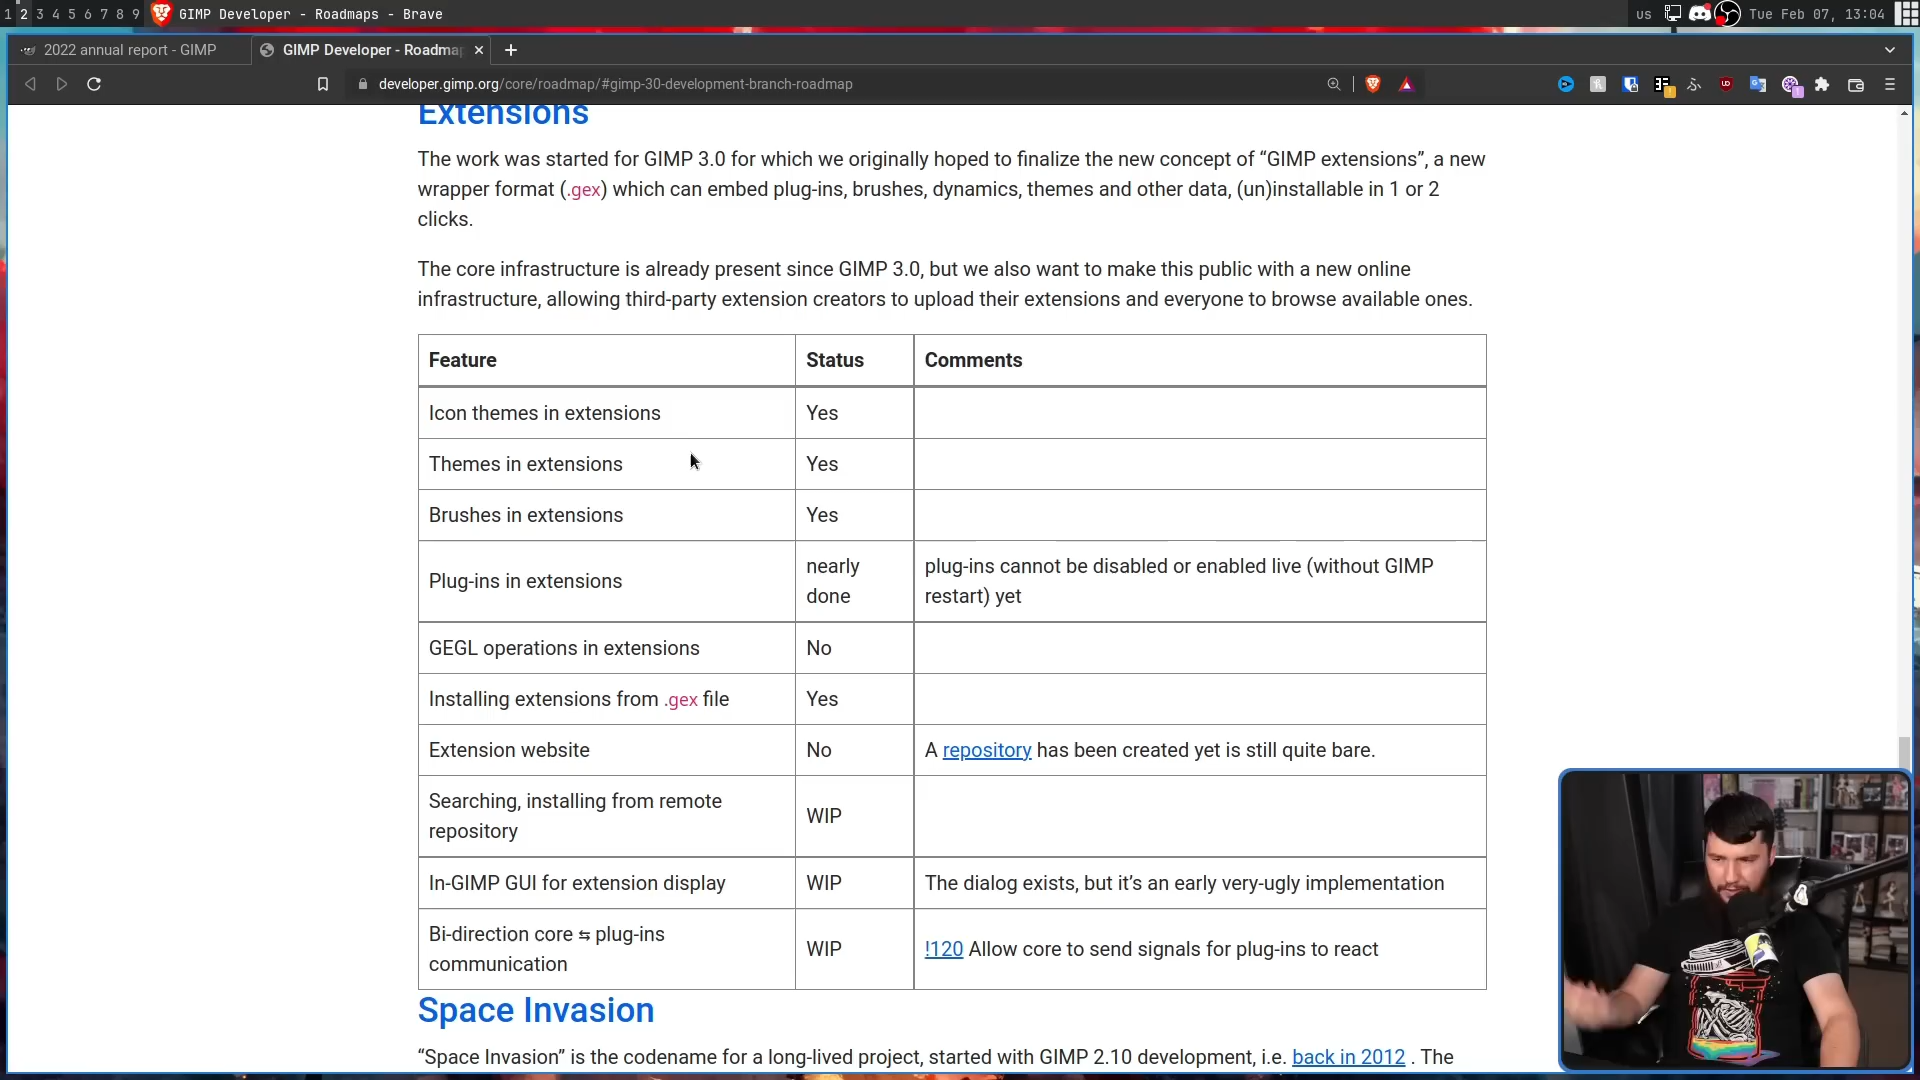 1 2 3 4 5 6 7 8 9 GIMP Developer - Roadmaps - Brave
us Tue Feb 07, 13:04
2022 annual report - GIMP
GIMP Developer - Roadma
developer.gimp.org/core/roadmap/#gimp-30-development-branch-roadmap
Extensions
The work was started for GIMP 3.0 for which we originally hoped to finalize the new concept of “GIMP extensions”, a new
wrapper format (.gex) which can embed plug-ins, brushes, dynamics, themes and other data, (un)installable in 1 or 2
clicks.
The core infrastructure is already present since GIMP 3.0, but we also want to make this public with a new online
infrastructure, allowing third-party extension creators to upload their extensions and everyone to browse available ones.
Feature Status Comments
Icon themes in extensions Yes
Themes in extensions Yes
Brushes in extensions Yes
Plug-ins in extensions
nearly
done
plug-ins cannot be disabled or enabled live (without GIMP
restart) yet
GEGL operations in extensions No
Installing extensions from .gex file Yes
Extension website No A repository has been created yet is still quite bare.
Searching, installing from remote
repository
WIP
In-GIMP GUI for extension display WIP The dialog exists, but it’s an early very-ugly implementation
Bi-direction core ⇆ plug-ins
communication
WIP !120 Allow core to send signals for plug-ins to react
Space Invasion
“Space Invasion” is the codename for a long-lived project, started with GIMP 2.10 development, i.e. back in 2012 . The